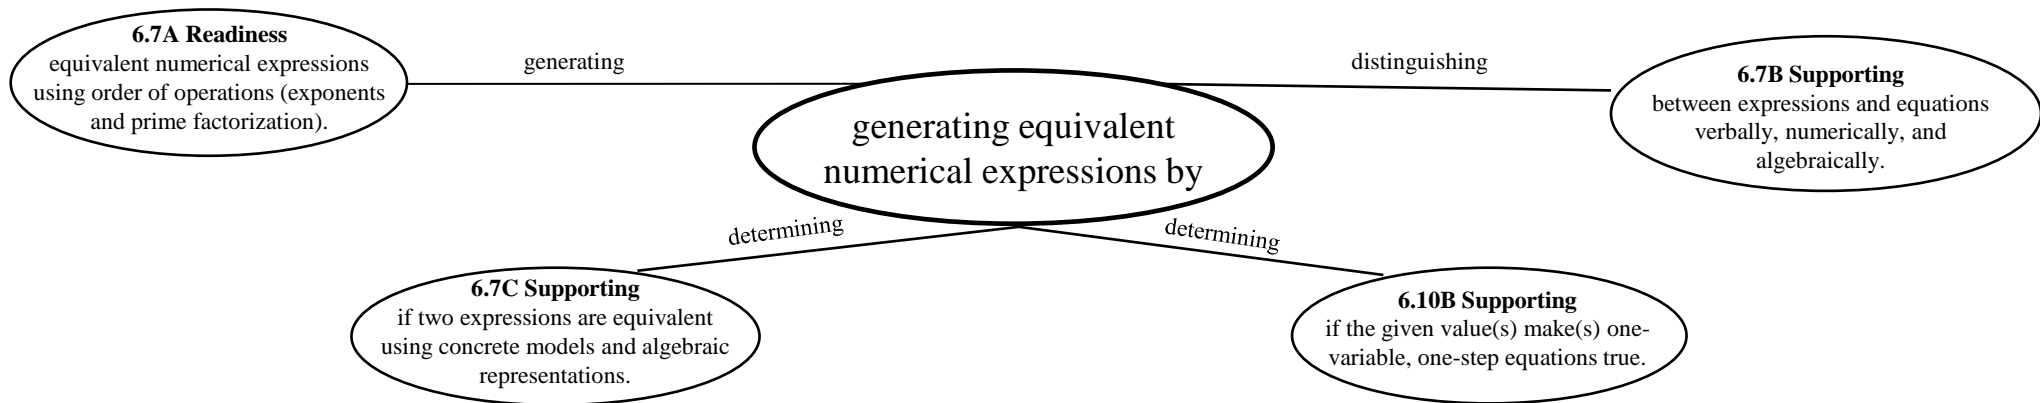 6.7A Readiness
equivalent numerical expressions
using order of operations (exponents
and prime factorization).
generating
distinguishing
6.7B Supporting
between expressions and equations
verbally, numerically, and
algebraically.
generating equivalent
numerical expressions by
determining
determining
6.7C Supporting
if two expressions are equivalent
using concrete models and algebraic
representations.
6.10B Supporting
if the given value(s) make(s) one-
variable, one-step equations true.